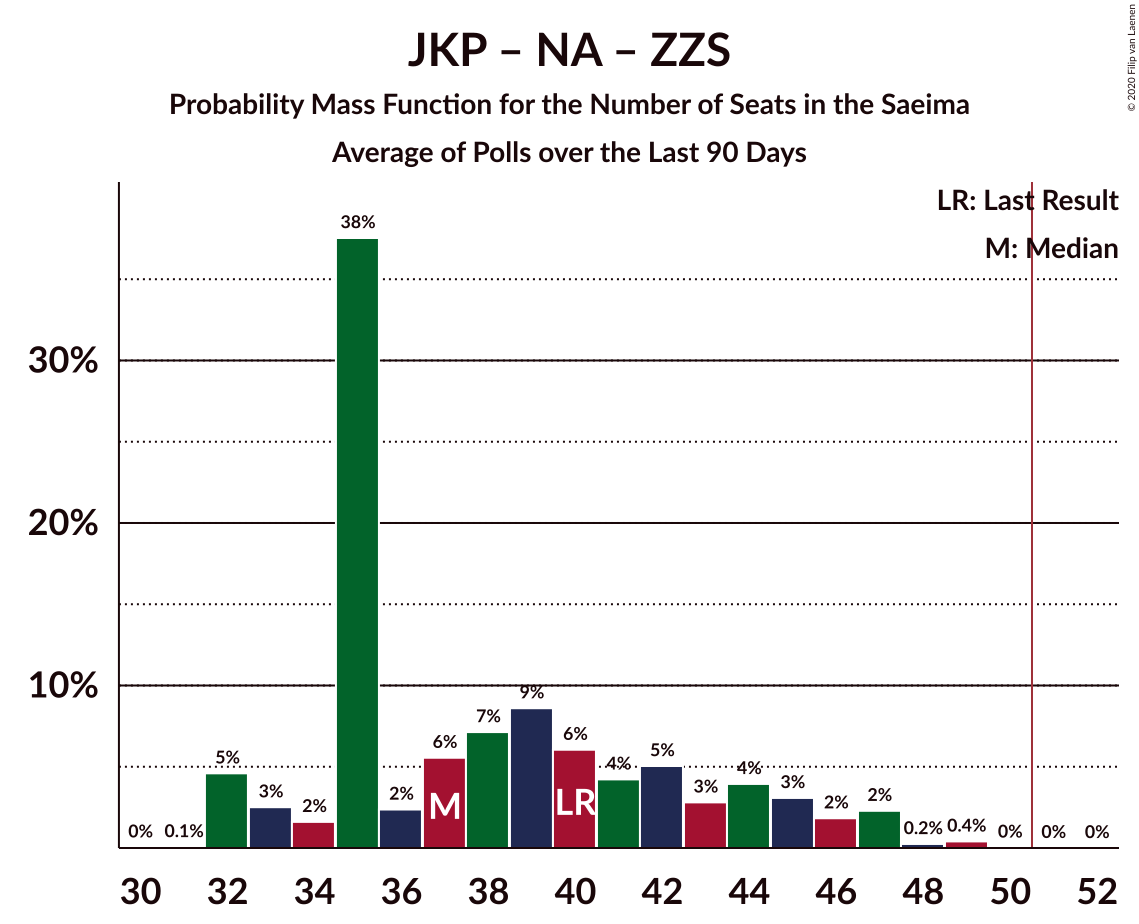 JKP – NA – ZZS
Probability Mass Function for the Number of Seats in the Saeima
Average of Polls over the Last 90 Days
© 2020 Filip van Laenen
LR: Last Result
M: Median
38%
30%
20%
10%
0% 0.1% 5% 3% 2% 2% 6% 7% 9% 6% 4% 5% 3% 4% 3% 2% 2% 0.2% 0.4% 0% 0% 0%
M LR
30 32 34 36 38 40 42 44 46 48 50 52